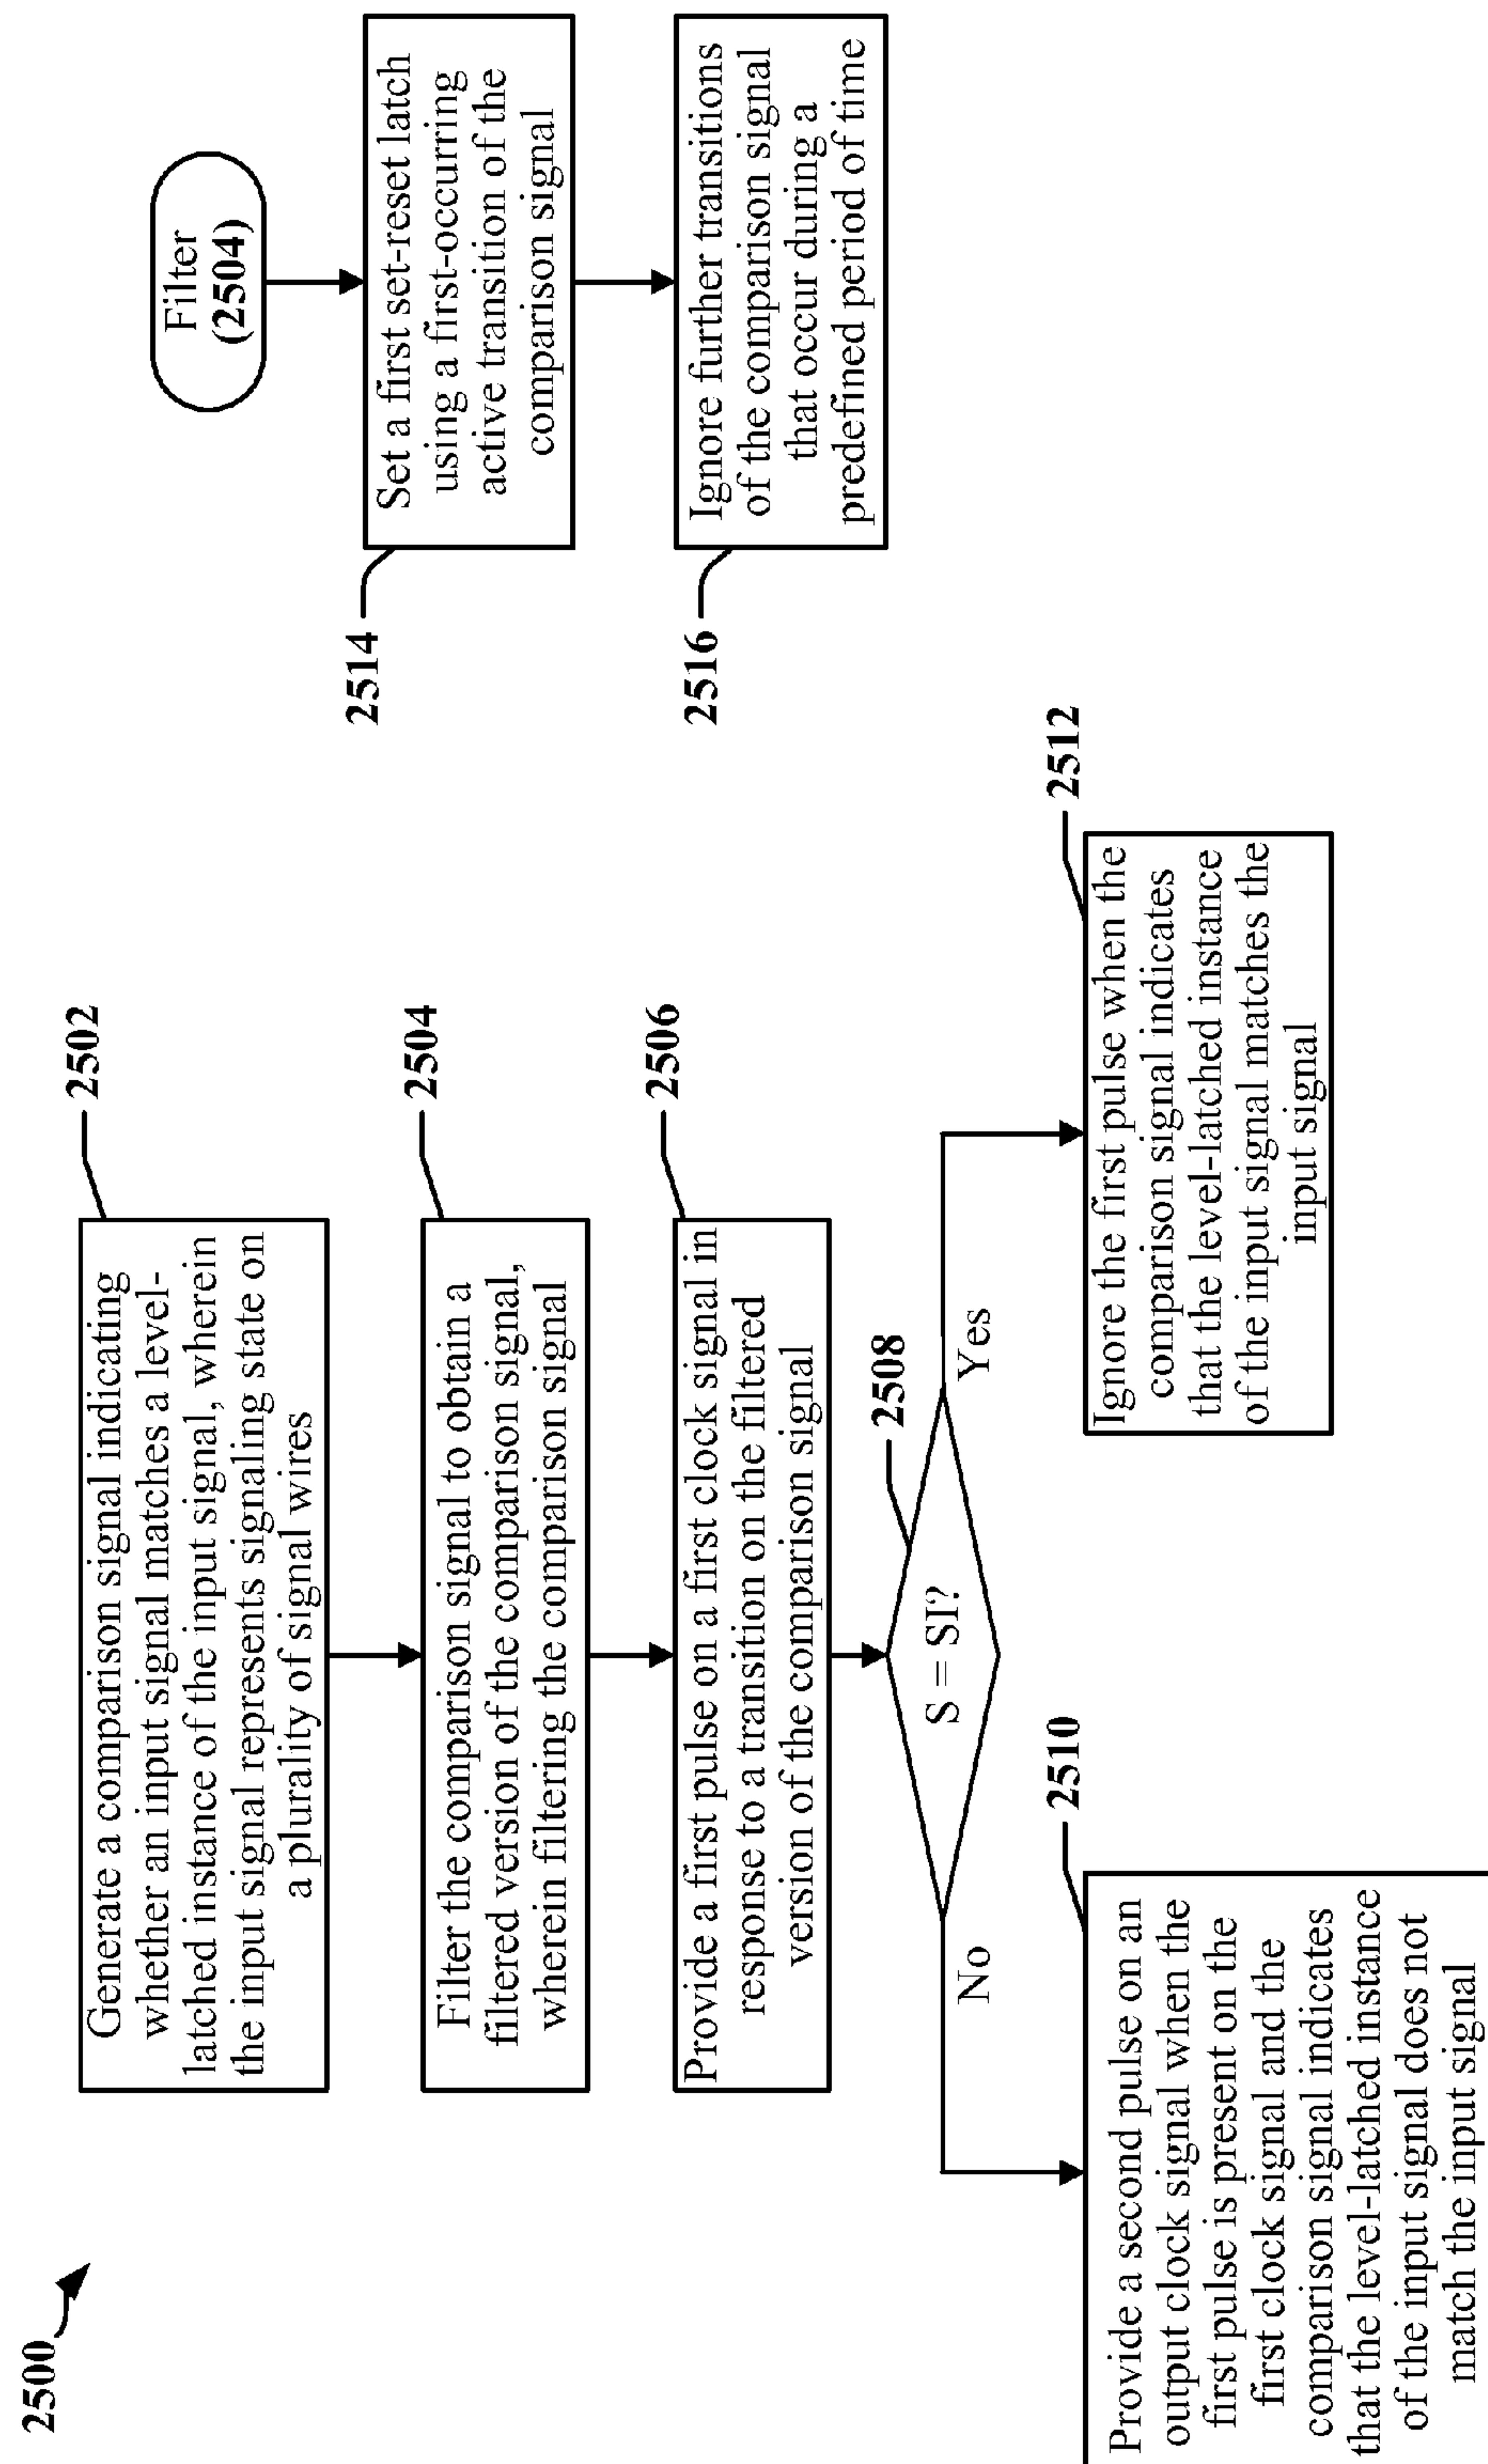 2500
Generate a comparison signal indicating
whether an input signal matches a level-
latched instance of the input signal, wherein
the input signal represents signaling state on
a plurality of signal wires
2502
Filter the comparison signal to obtain a
filtered version of the comparison signal,
wherein filtering the comparison signal
2504
Provide a first pulse on a first clock signal in
response to a transition on the filtered
version of the comparison signal
2506
S = SI?
2508
No
Yes
Provide a second pulse on an
output clock signal when the
first pulse is present on the
first clock signal and the
comparison signal indicates
that the level-latched instance
of the input signal does not
match the input signal
2510
Ignore the first pulse when the
comparison signal indicates
that the level-latched instance
of the input signal matches the
input signal
2512
Filter
(2504)
Set a first set-reset latch
using a first-occurring
active transition of the
comparison signal
2514
Ignore further transitions
of the comparison signal
that occur during a
predefined period of time
2516